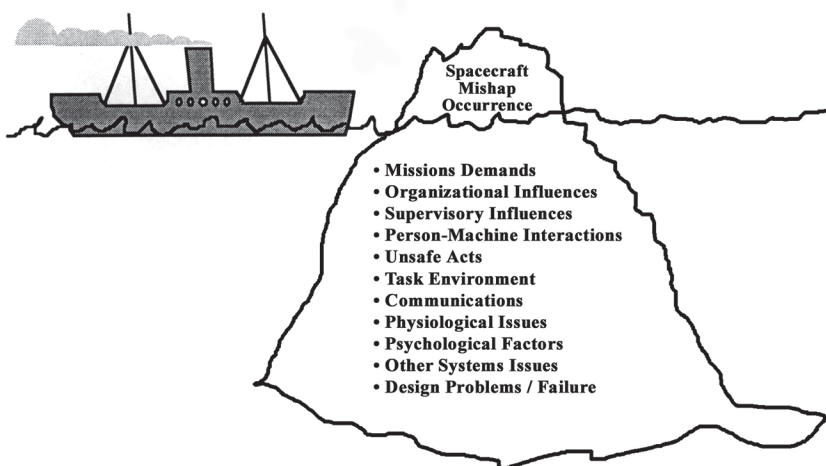 Spacecraft
Mishap
Occurrence
• Missions Demands
• Organizational Influences
• Supervisory Influences
• Person-Machine Interactions
• Unsafe Acts
• Task Environment
• Communications
• Physiological Issues
• Psychological Factors
• Other Systems Issues
• Design Problems / Failure